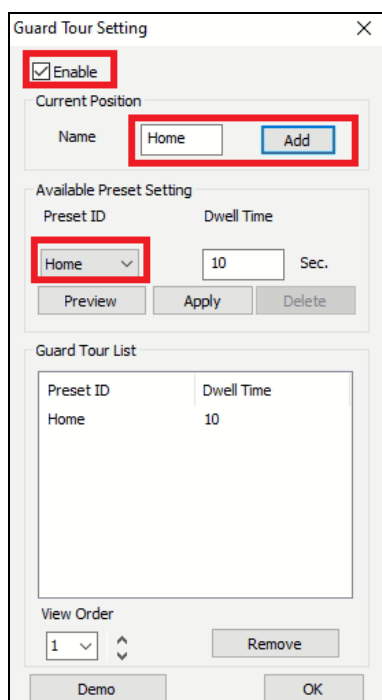 Guard Tour Setting
Enable
Current Position
Name Home Add
Available Preset Setting
Preset ID Dwell Time
Home 10 Sec.
Preview Apply Delete
Guard Tour List
Preset ID Dwell Time
Home 10
View Order
1 Remove
Demo OK